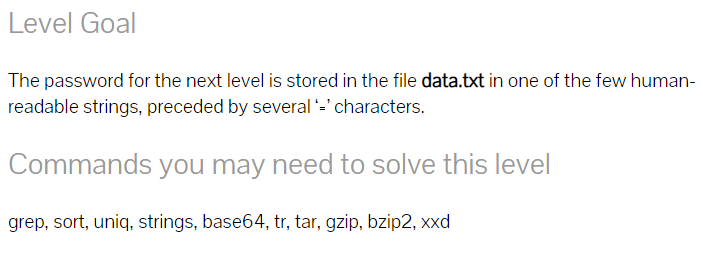 Level Goal
The password for the next level is stored in the file data.txt in one of the few human-
readable strings, preceded by several ‘=’ characters.
Commands you may need to solve this level
grep, sort, uniq, strings, base64, tr, tar, gzip, bzip2, xxd